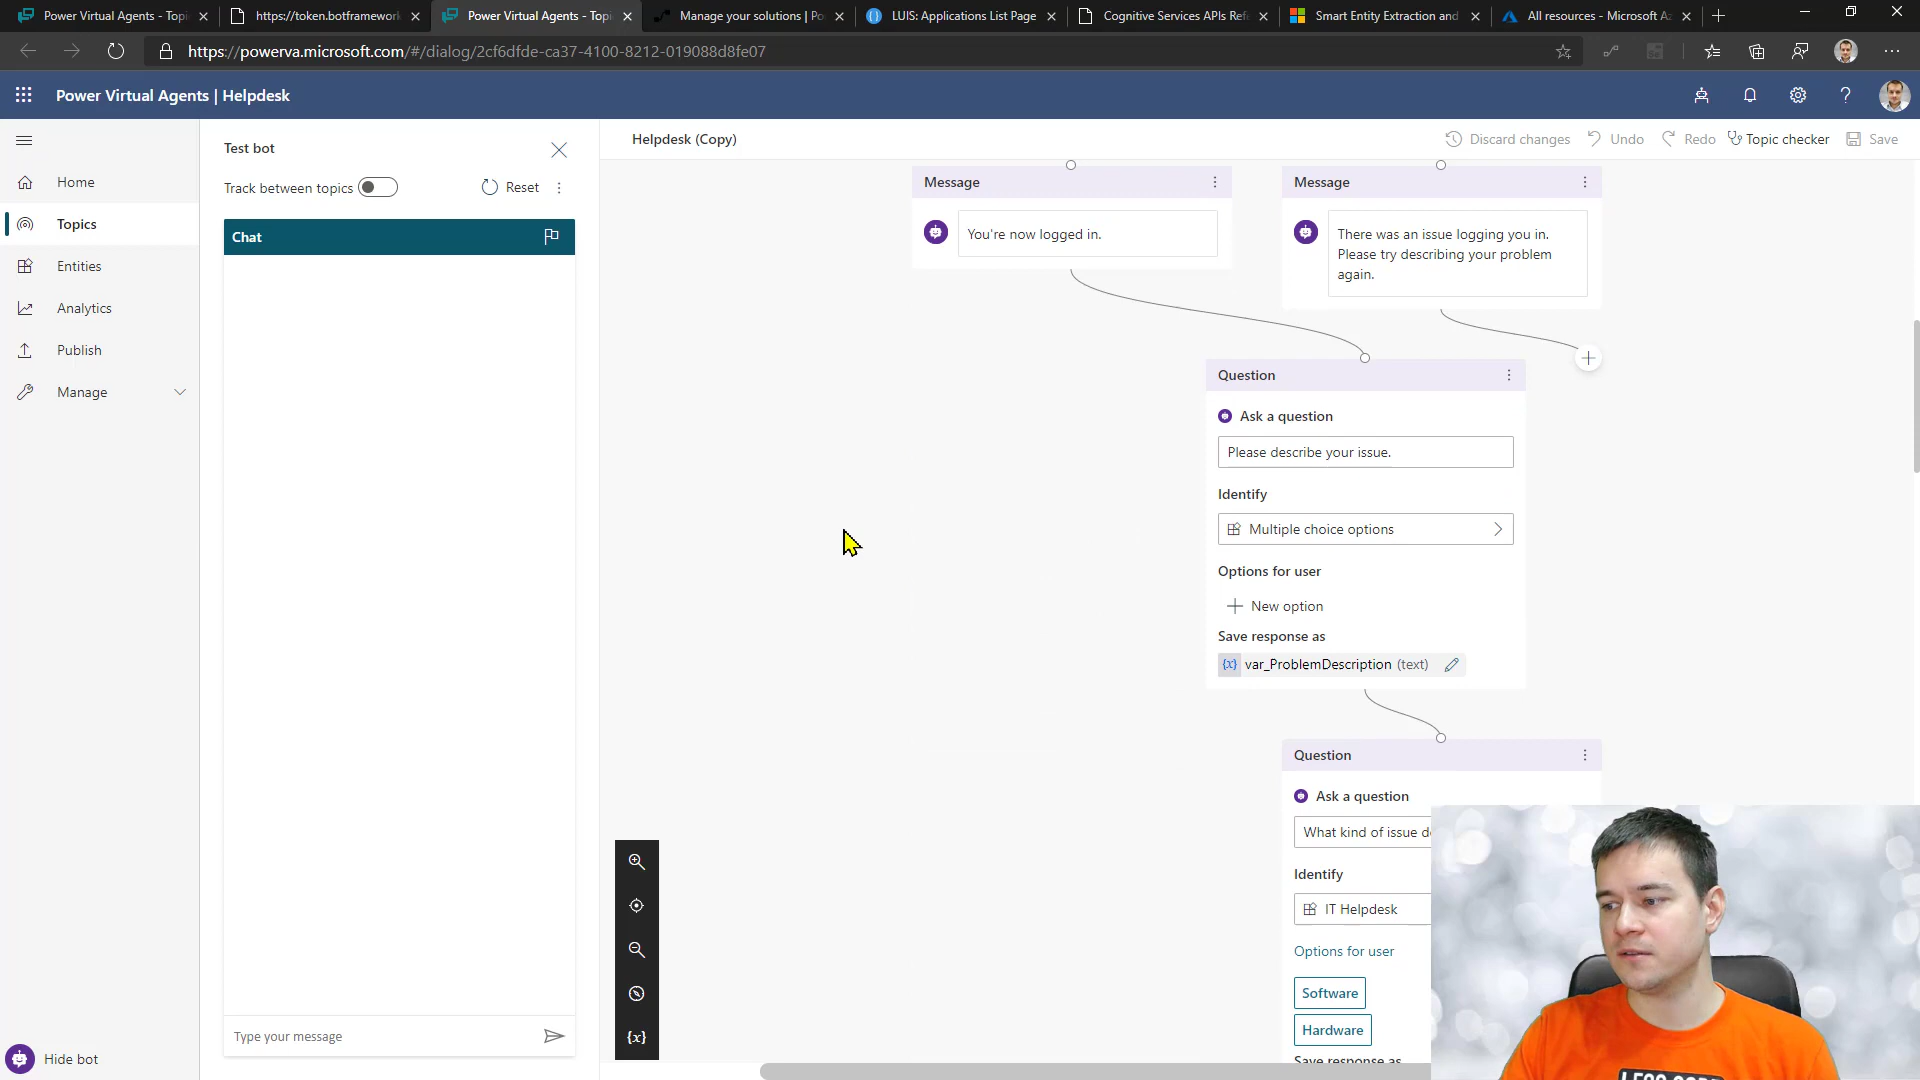 Power Virtual Agents - Topi
https://token.botframework
Power Virtual Agents - Topi
Manage your solutions | Po
LUIS: Applications List Page
Cognitive Services APIs Refe
Smart Entity Extraction and
All resources - Microsoft Az
https://powerva.microsoft.com/#/dialog/2cf6dfde-ca37-4100-8212-019088d8fe07
Power Virtual Agents | Helpdesk
Home
Topics
Entities
Analytics
Publish
Manage
Hide bot
Test bot
Track between topics
Reset
Chat
Type your message
Helpdesk (Copy)
Discard changes
Undo
Redo
Topic checker
Save
Message
You're now logged in.
Message
There was an issue logging you in.
Please try describing your problem
again.
Question
Ask a question
Please describe your issue.
Identify
Multiple choice options
Options for user
New option
Save response as
{x} var_ProblemDescription (text)
Question
Ask a question
What kind of issue do
Identify
IT Helpdesk
Options for user
Software
Hardware
Save response as
{x}